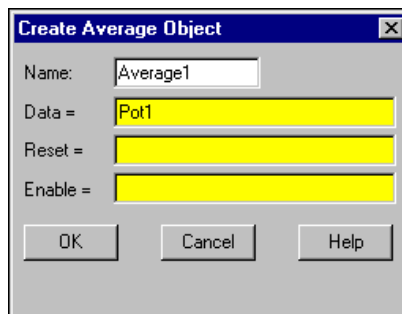 Create Average Object
Name: Average1
Data = Pot1
Reset =
Enable =
OK Cancel Help